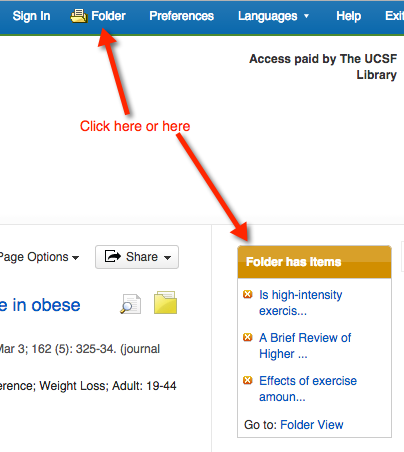 Sign In Folder Preferences Languages Help Exit
Access paid by The UCSF
Library
Click here or here
Page Options Share
Folder has items
e in obese
Is high-intensity
exercis...
A Brief Review of
Higher ...
Mar 3; 162 (5): 325-34. (journal
erence; Weight Loss; Adult: 19-44
Effects of exercise
amoun...
Go to: Folder View